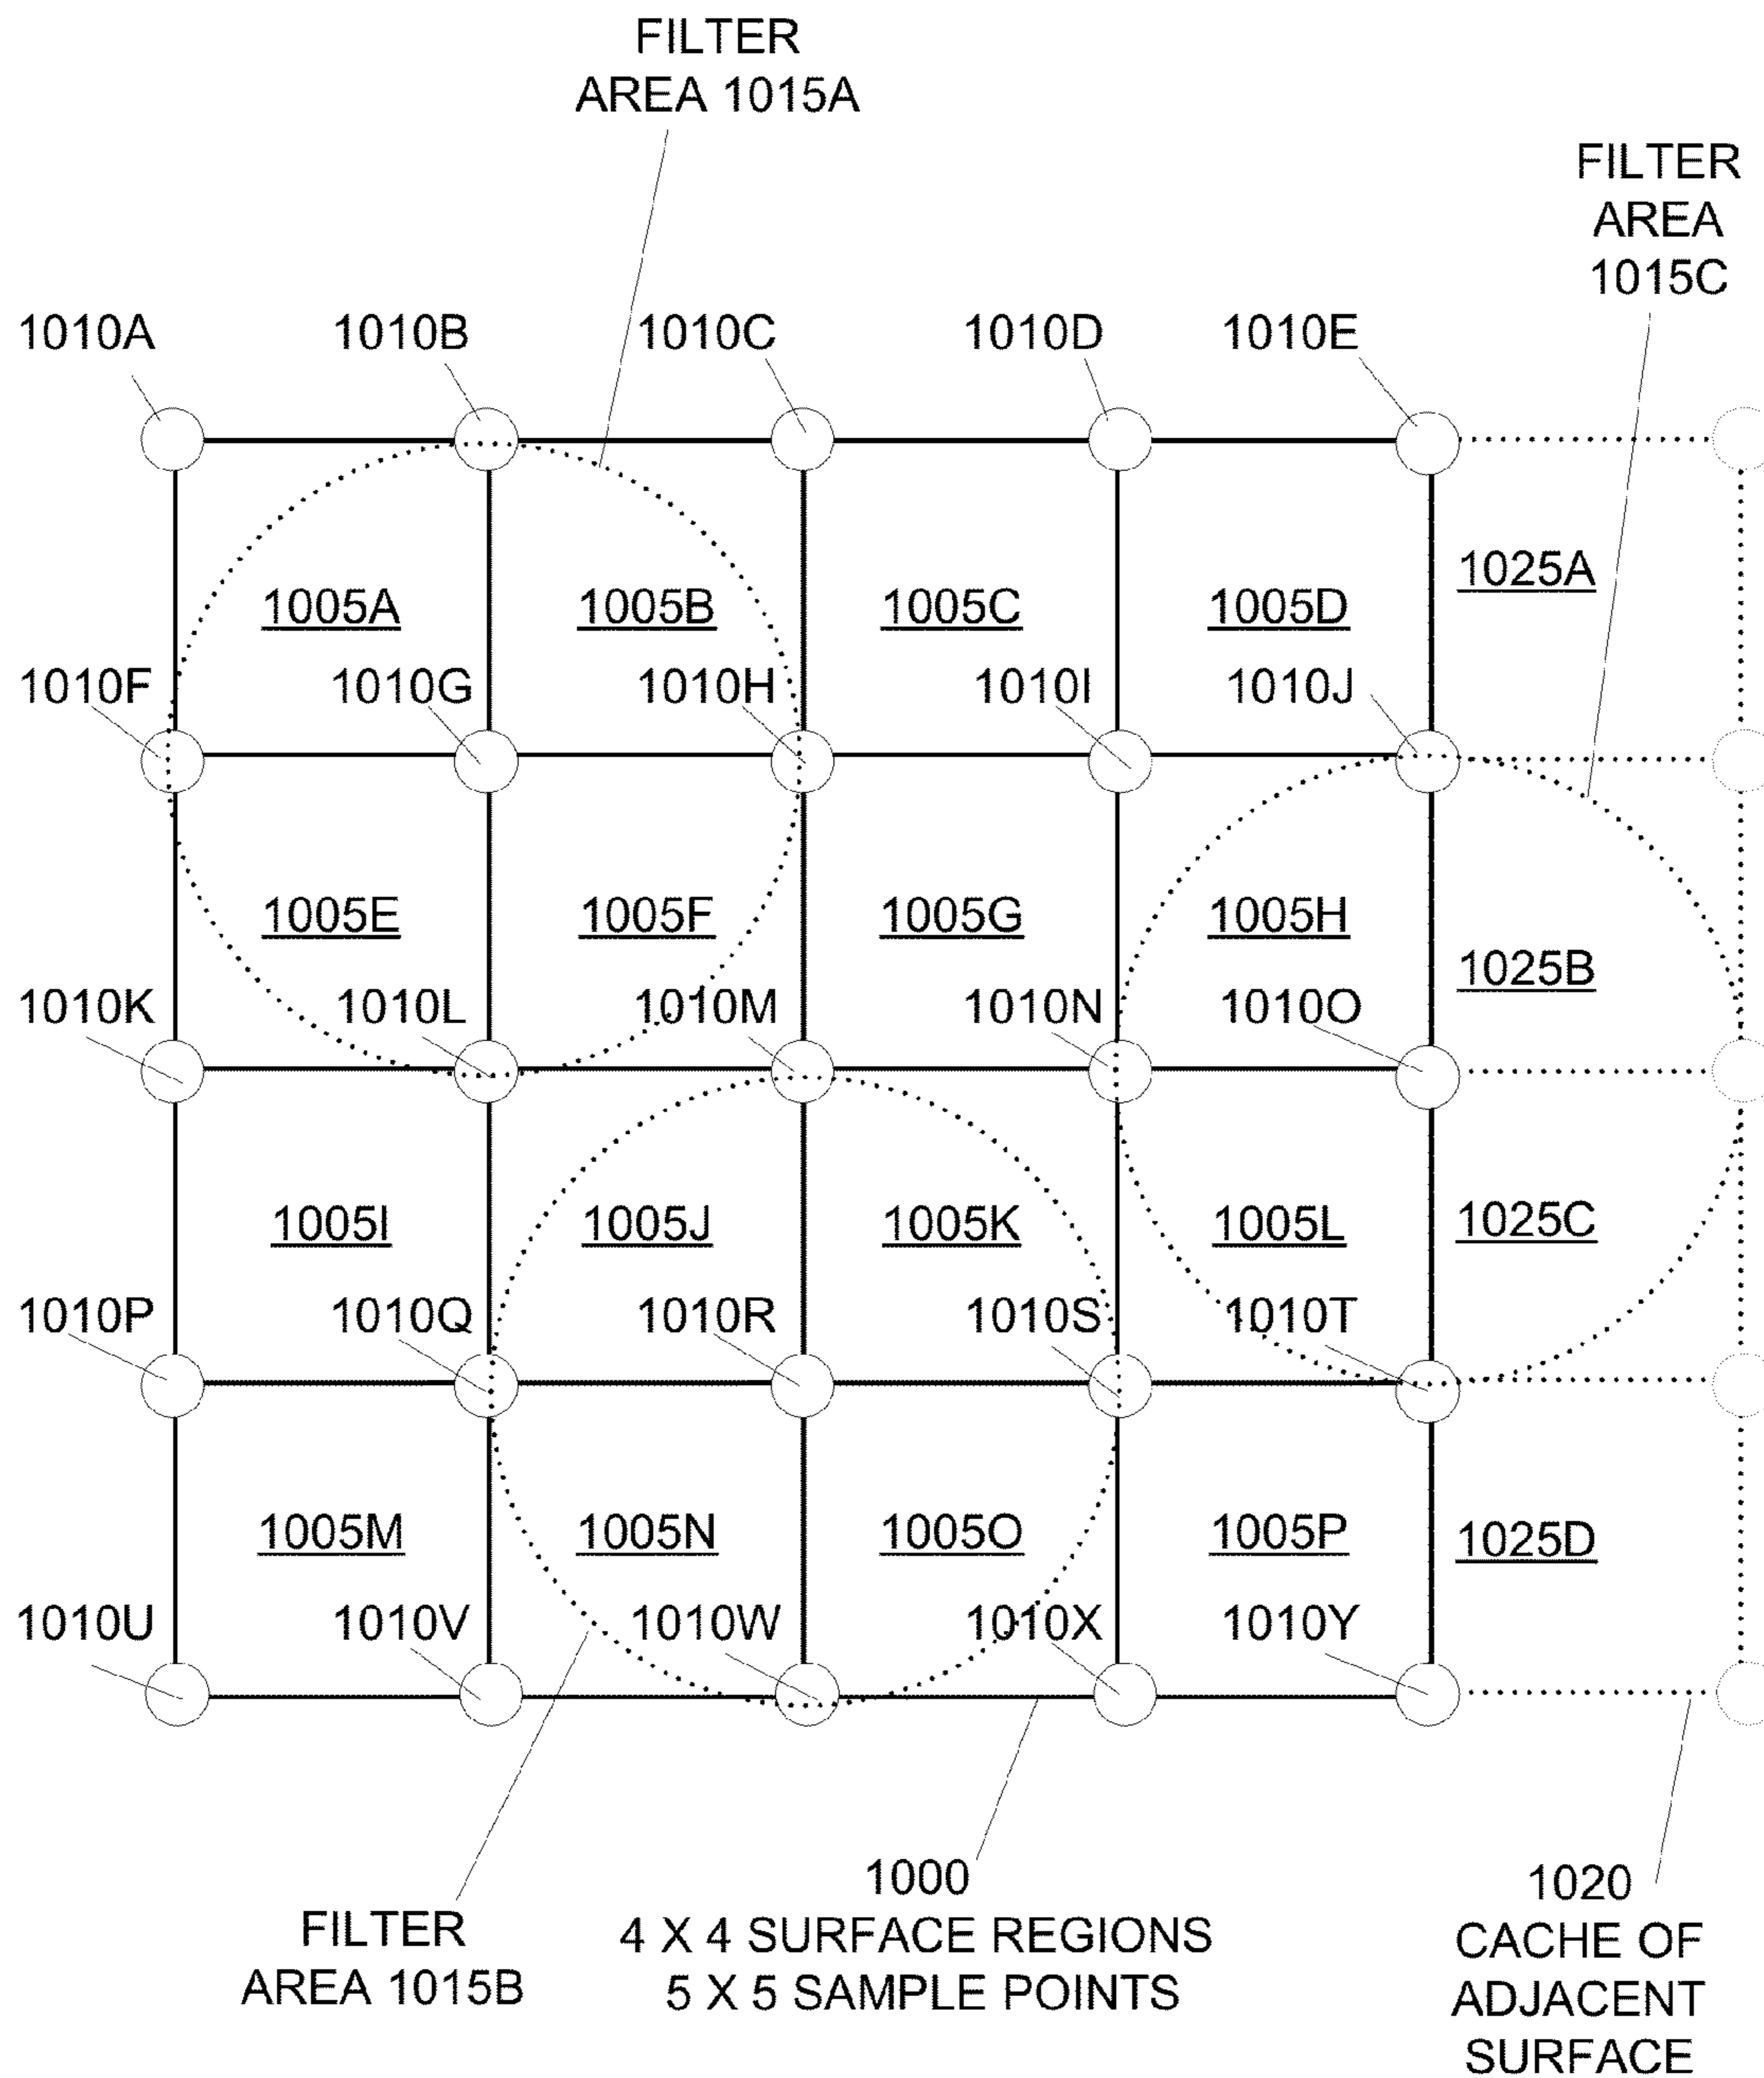 FILTER
AREA 1015A
FILTER
AREA
1015C
1010A 1010B 1010C 1010D 1010E
1025A
1005A 1005B 1005C 1005D
1010F 1010G 1010H 1010I 1010J
1005E 1005F 1005G 1005H
1025B
1010K 1010L 1010M 1010N 1010O
1005I 1005J 1005K 1005L 1025C
1010P 1010Q 1010R 1010S 1010T
1005M 1005N 1005O 1005P 1025D
1010U 1010V 1010W 1010X 1010Y
FILTER
AREA 1015B
1000
4 X 4 SURFACE REGIONS
5 X 5 SAMPLE POINTS
1020
CACHE OF
ADJACENT
SURFACE